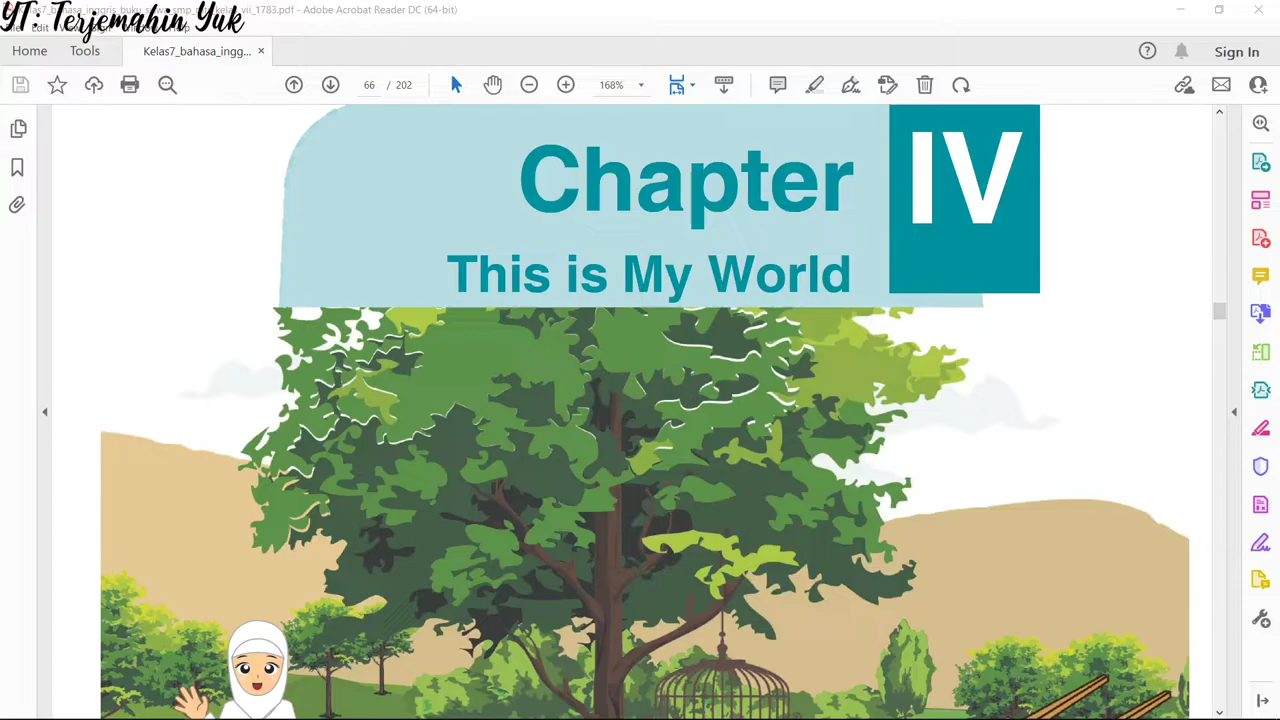 YT: Terjemahin Yuk
- Adobe Acrobat Reader DC (64-bit)
Home
Tools
Kelas7_bahasa_ingg...
Sign In
66 / 202
168%
Chapter
IV
This is My World